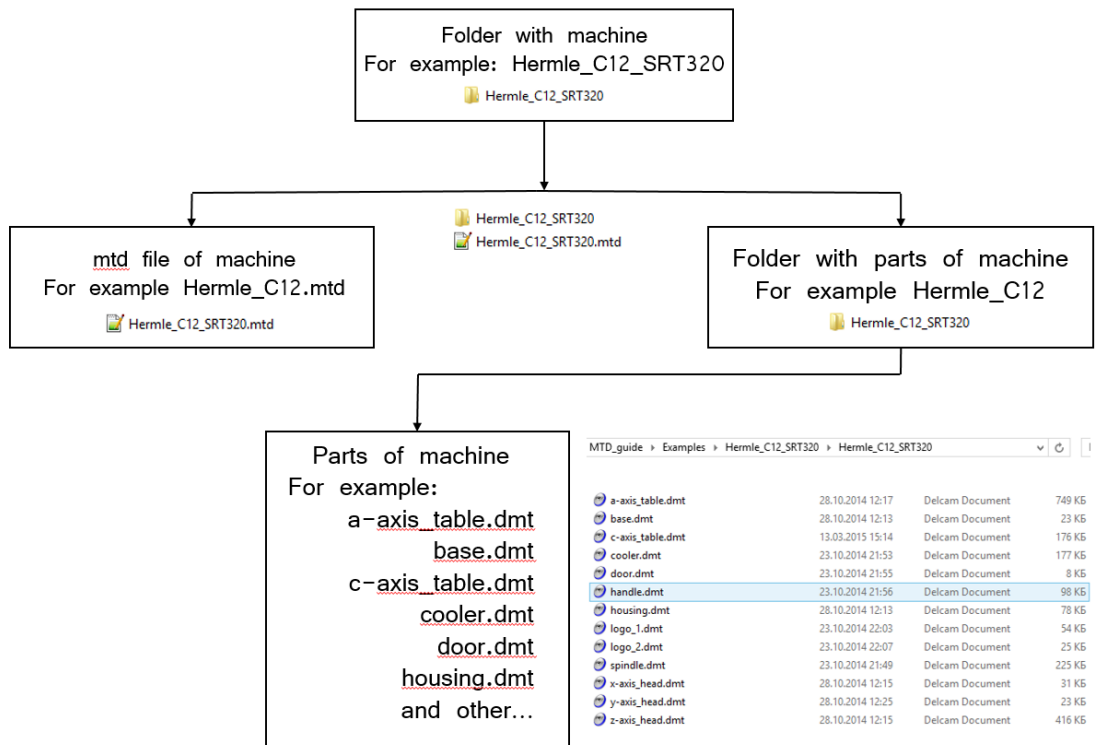 Folder with machine
For example: Hermle_C12_SRT320
Hermle_C12_SRT320
Hermle_C12_SRT320
Hermle_C12_SRT320.mtd
mtd file of machine
For example Hermle_C12.mtd
Hermle_C12_SRT320.mtd
Folder with parts of machine
For example Hermle_C12
Hermle_C12_SRT320
Parts of machine
For example:
a-axis_table.dmt
base.dmt
c-axis_table.dmt
cooler.dmt
door.dmt
housing.dmt
and other...
MTD_guide ▸ Examples ▸ Hermle_C12_SRT320 ▸ Hermle_C12_SRT320
a-axis_table.dmt 28.10.2014 12:17 Delcam Document 749 КБ
base.dmt 28.10.2014 12:13 Delcam Document 23 КБ
c-axis_table.dmt 13.03.2015 15:14 Delcam Document 176 КБ
cooler.dmt 23.10.2014 21:53 Delcam Document 177 КБ
door.dmt 23.10.2014 21:55 Delcam Document 8 КБ
handle.dmt 23.10.2014 21:56 Delcam Document 98 КБ
housing.dmt 28.10.2014 12:13 Delcam Document 78 КБ
logo_1.dmt 23.10.2014 22:03 Delcam Document 54 КБ
logo_2.dmt 23.10.2014 22:07 Delcam Document 25 КБ
spindle.dmt 23.10.2014 21:49 Delcam Document 225 КБ
x-axis_head.dmt 28.10.2014 12:15 Delcam Document 31 КБ
y-axis_head.dmt 28.10.2014 12:25 Delcam Document 23 КБ
z-axis_head.dmt 28.10.2014 12:15 Delcam Document 416 КБ